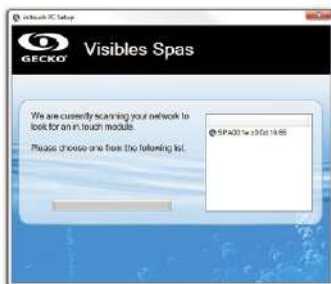 in.touch PC Setup
GECKO
Visibles Spas
We are currently scanning your network to
look for an in.touch module.
Please choose one from the following list.